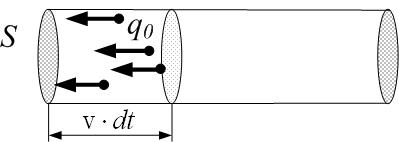 S
q₀
v · dt